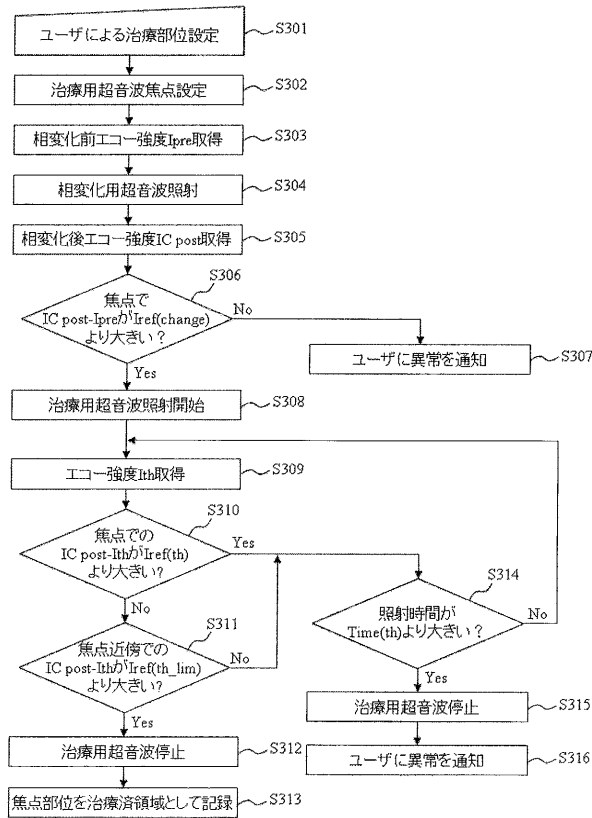 ユーザによる治療部位設定
S301
治療用超音波焦点設定
S302
相変化前エコー強度Ipre取得
S303
相変化用超音波照射
S304
相変化後エコー強度IC post取得
S305
S306
焦点で
IC post-IpreがIref(change)
より大きい?
No
Yes
ユーザに異常を通知
S307
治療用超音波照射開始
S308
エコー強度Ith取得
S309
S310
焦点での
IC post-IthがIref(th)
より大きい?
Yes
No
S311
焦点近傍での
IC post-IthがIref(th_lim)
より大きい?
No
Yes
S314
照射時間が
Time(th)より大きい?
No
Yes
治療用超音波停止
S312
焦点部位を治療済領域として記録
S313
治療用超音波停止
S315
ユーザに異常を通知
S316